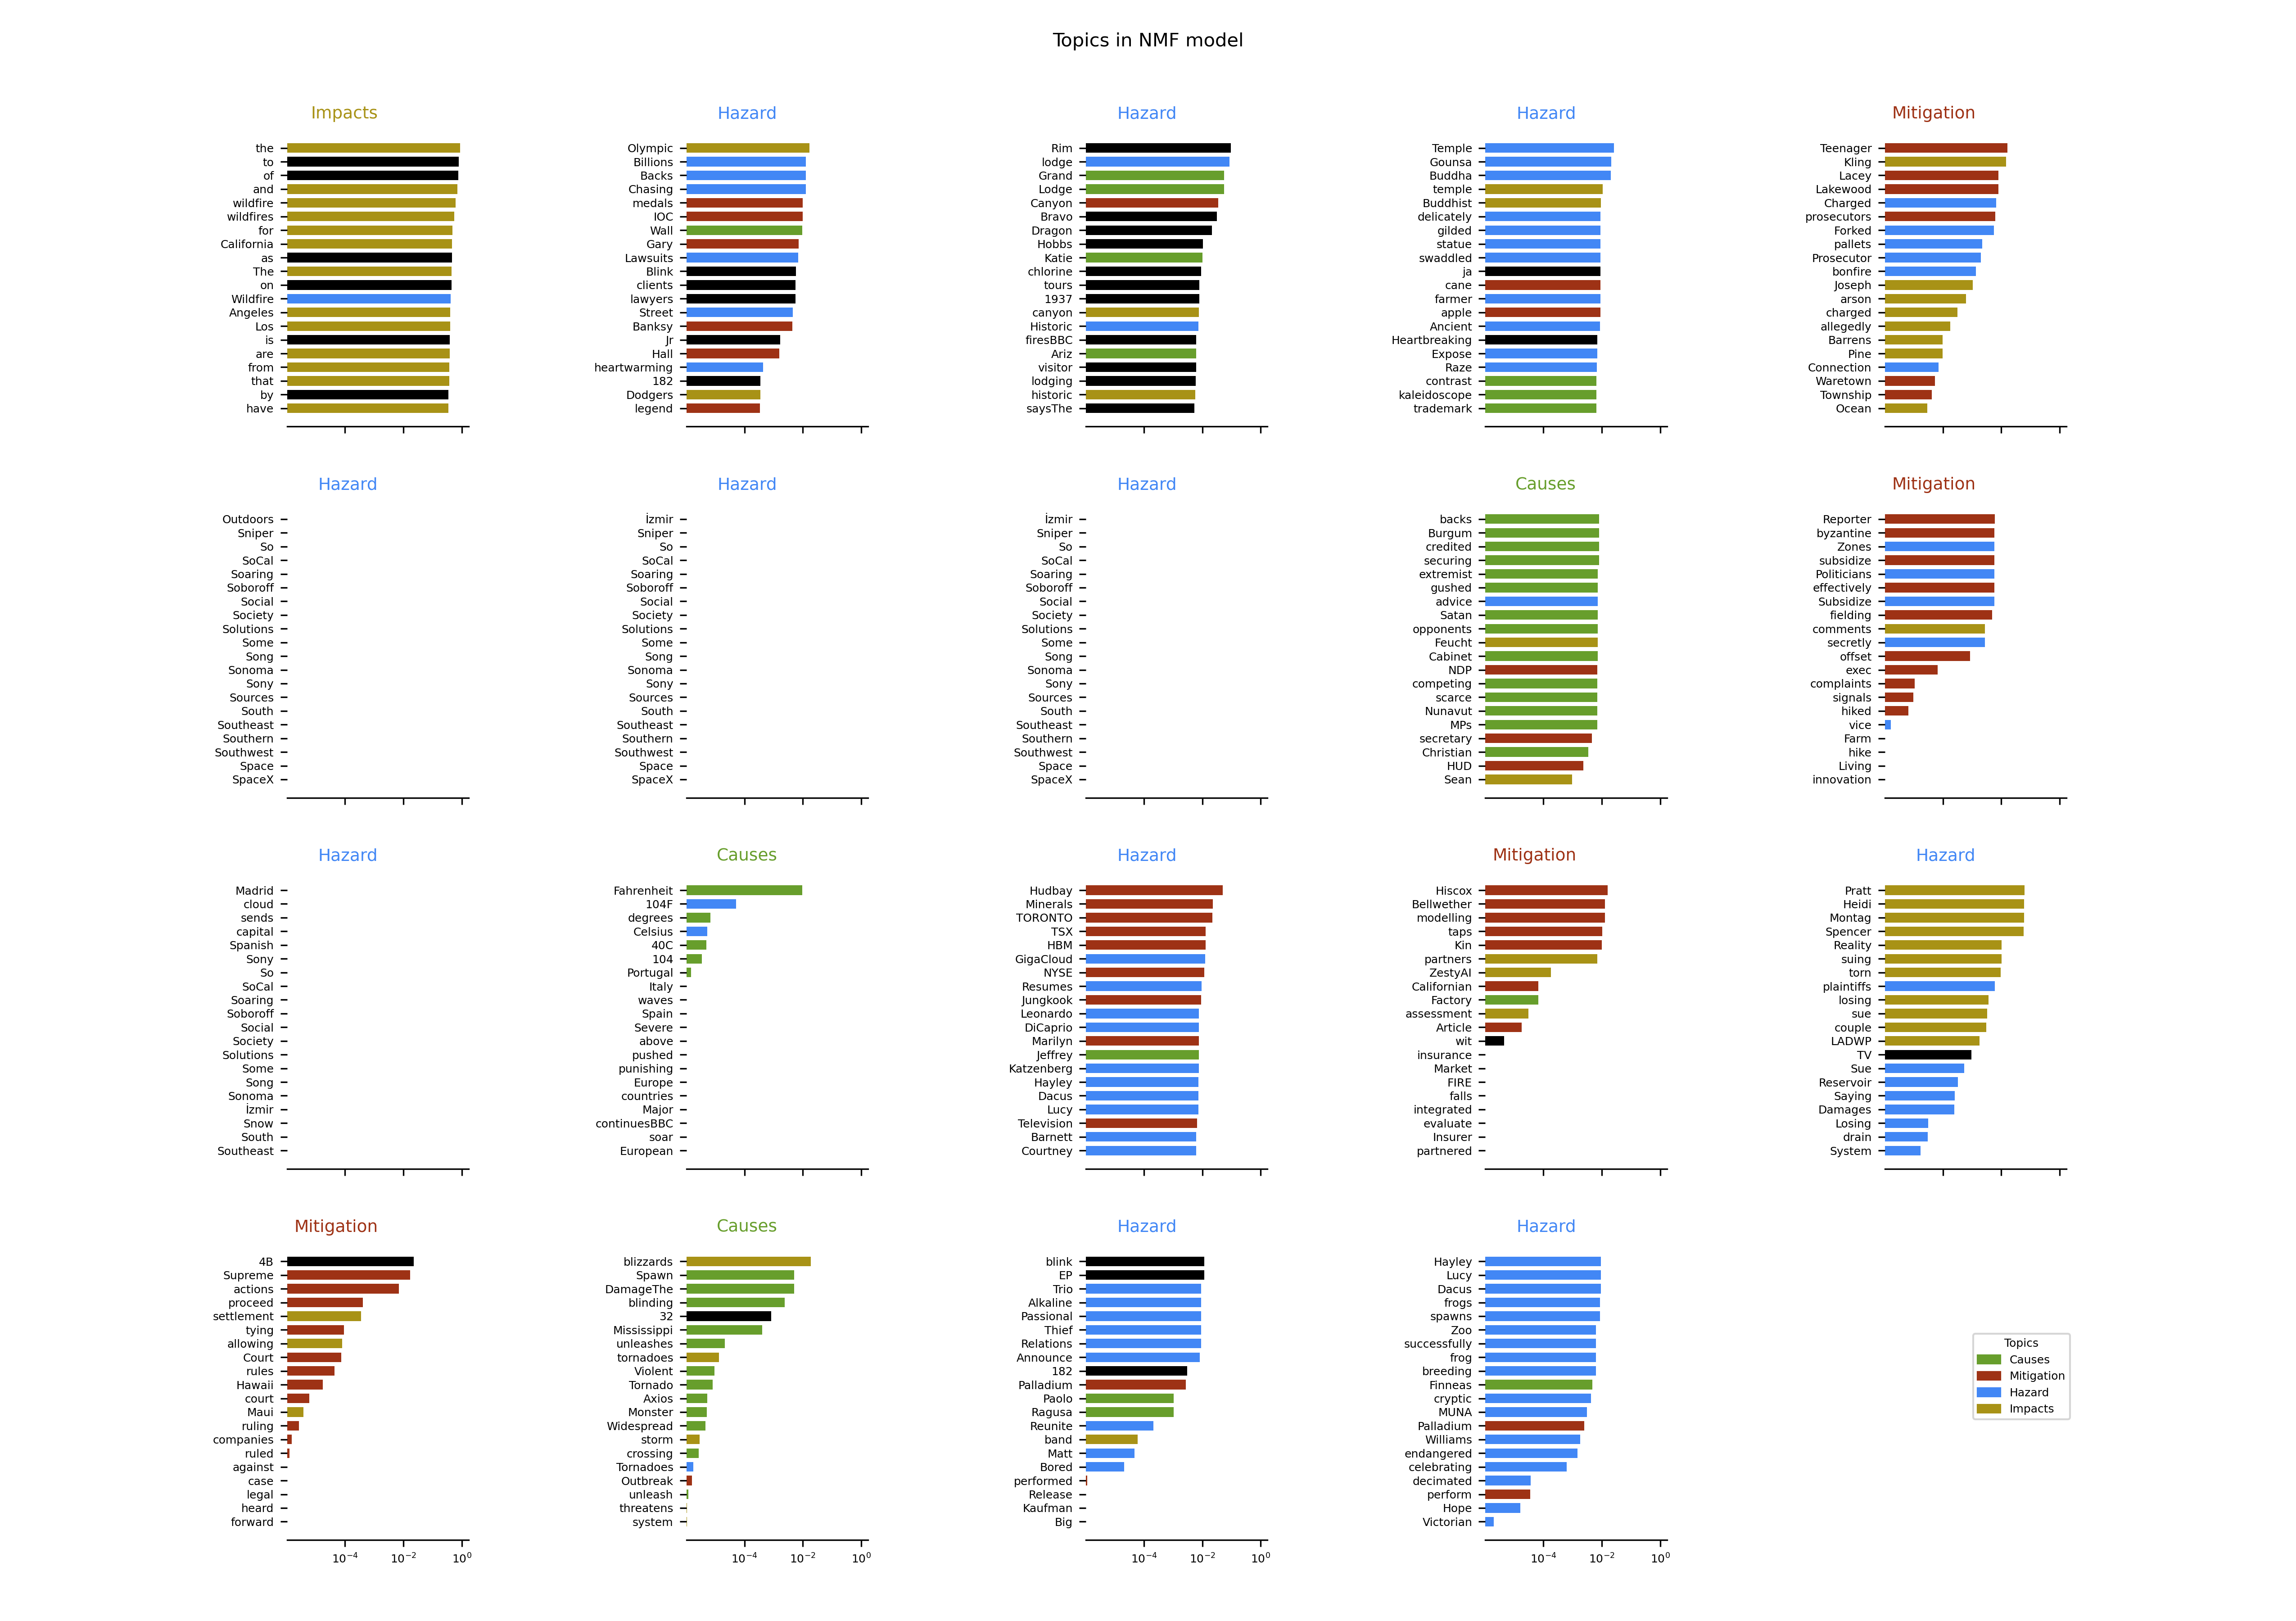 Topics in NMF model
Impacts
the
to
of
and
wildfire
wildfires
for
California
as
The
on
Wildfire
Angeles
Los
is
are
from
that
by
have
Hazard
Olympic
Billions
Backs
Chasing
medals
IOC
Wall
Gary
Lawsuits
Blink
clients
lawyers
Street
Banksy
Jr
Hall
heartwarming
182
Dodgers
legend
Hazard
Rim
lodge
Grand
Lodge
Canyon
Bravo
Dragon
Hobbs
Katie
chlorine
tours
1937
canyon
Historic
firesBBC
Ariz
visitor
lodging
historic
saysThe
Hazard
Temple
Gounsa
Buddha
temple
Buddhist
delicately
gilded
statue
swaddled
ja
cane
farmer
apple
Ancient
Heartbreaking
Expose
Raze
contrast
kaleidoscope
trademark
Mitigation
Teenager
Kling
Lacey
Lakewood
Charged
prosecutors
Forked
pallets
Prosecutor
bonfire
Joseph
arson
charged
allegedly
Barrens
Pine
Connection
Waretown
Township
Ocean
Hazard
Outdoors
Sniper
So
SoCal
Soaring
Soboroff
Social
Society
Solutions
Some
Song
Sonoma
Sony
Sources
South
Southeast
Southern
Southwest
Space
SpaceX
Hazard
İzmir
Sniper
So
SoCal
Soaring
Soboroff
Social
Society
Solutions
Some
Song
Sonoma
Sony
Sources
South
Southeast
Southern
Southwest
Space
SpaceX
Hazard
İzmir
Sniper
So
SoCal
Soaring
Soboroff
Social
Society
Solutions
Some
Song
Sonoma
Sony
Sources
South
Southeast
Southern
Southwest
Space
SpaceX
Causes
backs
Burgum
credited
securing
extremist
gushed
advice
Satan
opponents
Feucht
Cabinet
NDP
competing
scarce
Nunavut
MPs
secretary
Christian
HUD
Sean
Mitigation
Reporter
byzantine
Zones
subsidize
Politicians
effectively
Subsidize
fielding
comments
secretly
offset
exec
complaints
signals
hiked
vice
Farm
hike
Living
innovation
Hazard
Madrid
cloud
sends
capital
Spanish
Sony
So
SoCal
Soaring
Soboroff
Social
Society
Solutions
Some
Song
Sonoma
İzmir
Snow
South
Southeast
Causes
Fahrenheit
104F
degrees
Celsius
40C
104
Portugal
Italy
waves
Spain
Severe
above
pushed
punishing
Europe
countries
Major
continuesBBC
soar
European
Hazard
Hudbay
Minerals
TORONTO
TSX
HBM
GigaCloud
NYSE
Resumes
Jungkook
Leonardo
DiCaprio
Marilyn
Jeffrey
Katzenberg
Hayley
Dacus
Lucy
Television
Barnett
Courtney
Mitigation
Hiscox
Bellwether
modelling
taps
Kin
partners
ZestyAI
Californian
Factory
assessment
Article
wit
insurance
Market
FIRE
falls
integrated
evaluate
Insurer
partnered
Hazard
Pratt
Heidi
Montag
Spencer
Reality
suing
torn
plaintiffs
losing
sue
couple
LADWP
TV
Sue
Reservoir
Saying
Damages
Losing
drain
System
Mitigation
4B
Supreme
actions
proceed
settlement
tying
allowing
Court
rules
Hawaii
court
Maui
ruling
companies
ruled
against
case
legal
heard
forward
10⁻⁴ 10⁻² 10⁰
Causes
blizzards
Spawn
DamageThe
blinding
32
Mississippi
unleashes
tornadoes
Violent
Tornado
Axios
Monster
Widespread
storm
crossing
Tornadoes
Outbreak
unleash
threatens
system
10⁻⁴ 10⁻² 10⁰
Hazard
blink
EP
Trio
Alkaline
Passional
Thief
Relations
Announce
182
Palladium
Paolo
Ragusa
Reunite
band
Matt
Bored
performed
Release
Kaufman
Big
10⁻⁴ 10⁻² 10⁰
Hazard
Hayley
Lucy
Dacus
frogs
spawns
Zoo
successfully
frog
breeding
Finneas
cryptic
MUNA
Palladium
Williams
endangered
celebrating
decimated
perform
Hope
Victorian
10⁻⁴ 10⁻² 10⁰
Topics
Causes
Mitigation
Hazard
Impacts